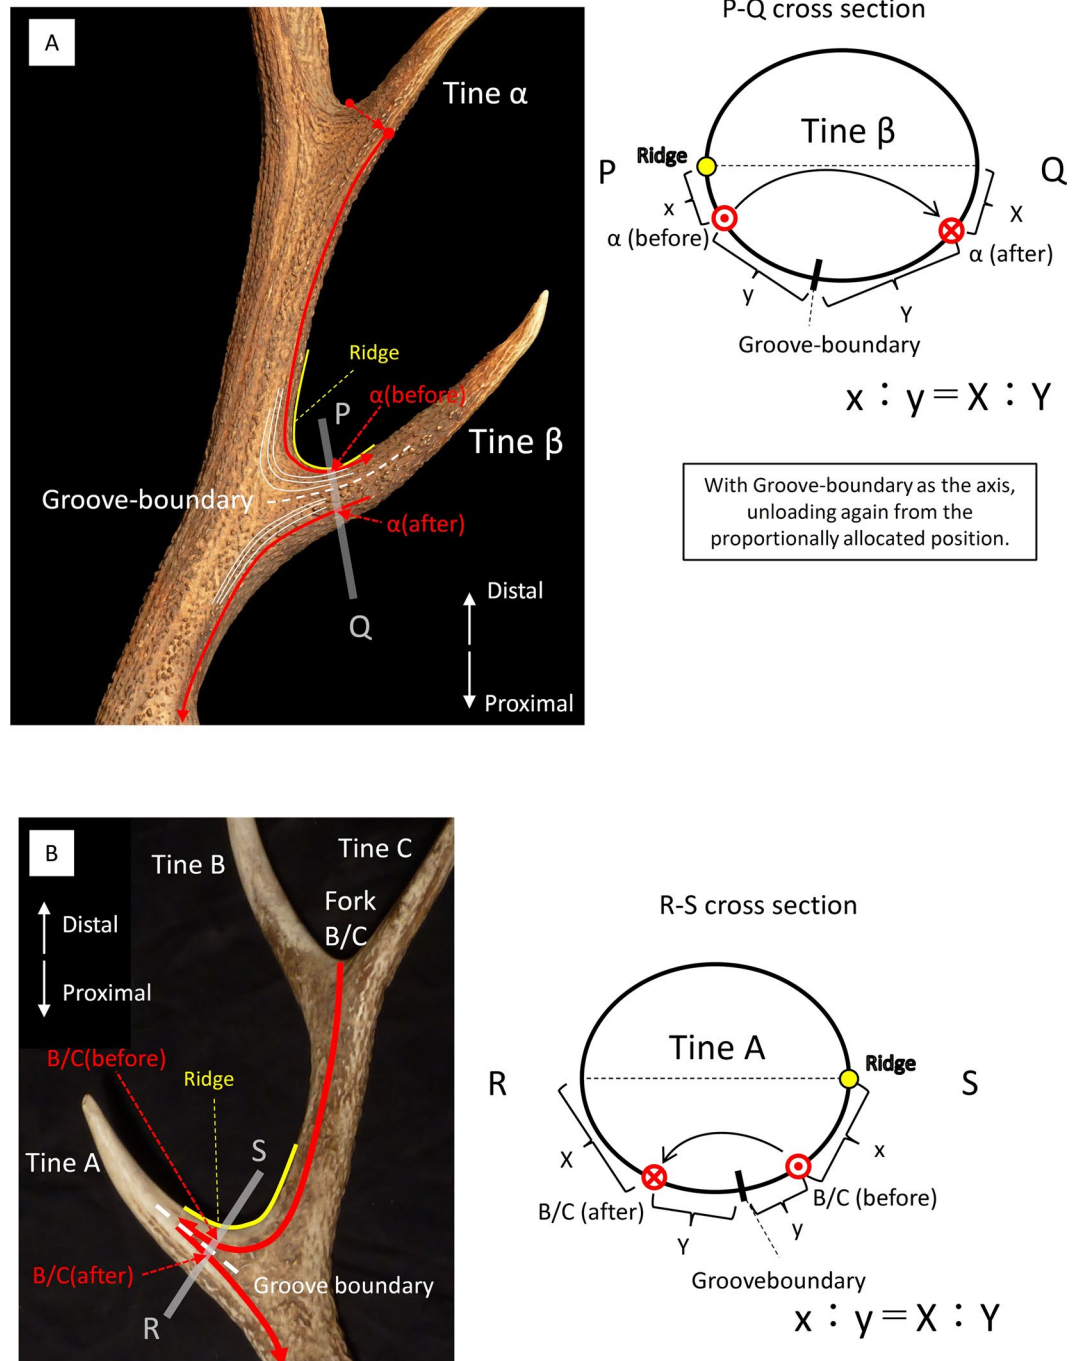 A
Tine α
Ridge
α(before)
P
Tine β
Groove-boundary
α(after)
Q
Distal
Proximal
P-Q cross section
Tine β
Ridge
P
Q
x
X
α (before)
α (after)
y
Y
Groove-boundary
x：y＝X：Y
With Groove-boundary as the axis,
unloading again from the
proportionally allocated position.
B
Tine B
Tine C
Fork
B/C
Distal
Proximal
B/C(before)
Ridge
S
Tine A
B/C(after)
Groove boundary
R
R-S cross section
Tine A
Ridge
R
S
X
x
B/C (after)
B/C (before)
Y
y
Grooveboundary
x：y＝X：Y